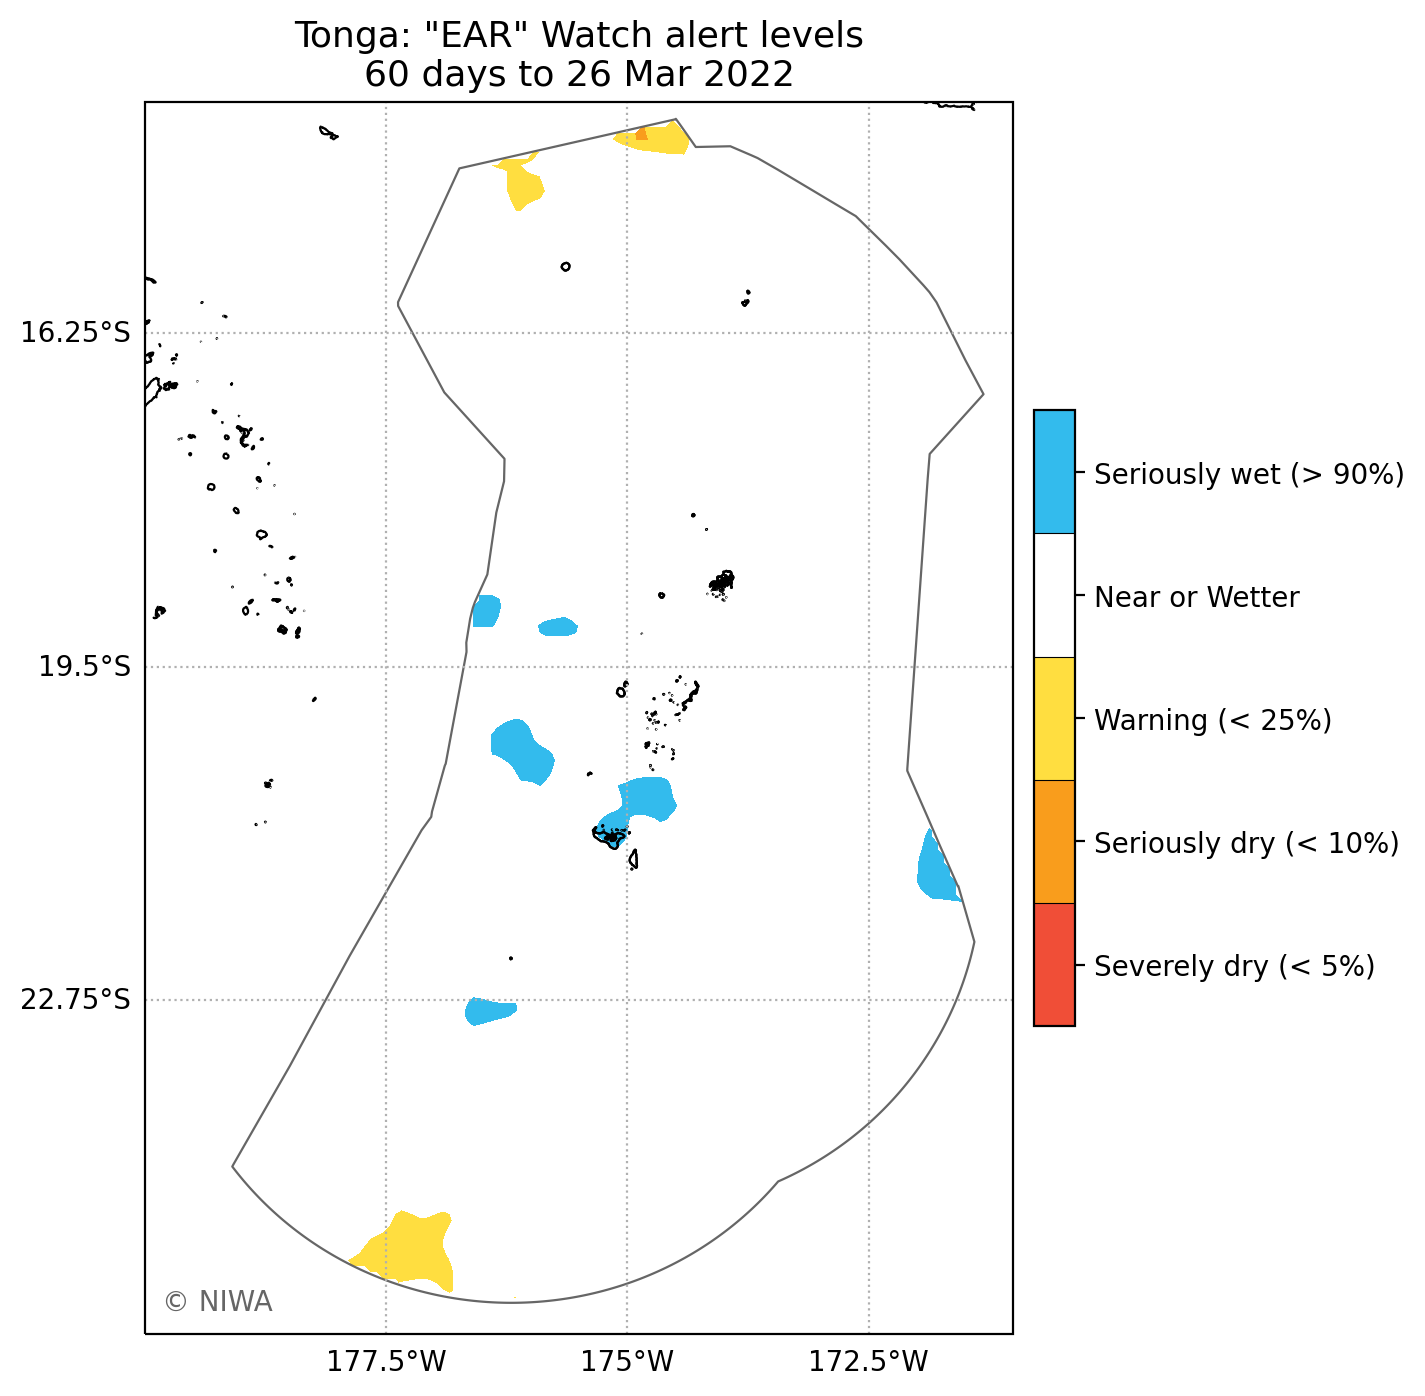 Tonga: "EAR" Watch alert levels
60 days to 26 Mar 2022
16.25°S
19.5°S
22.75°S
177.5°W
175°W
172.5°W
Seriously wet (> 90%)
Near or Wetter
Warning (< 25%)
Seriously dry (< 10%)
Severely dry (< 5%)
© NIWA